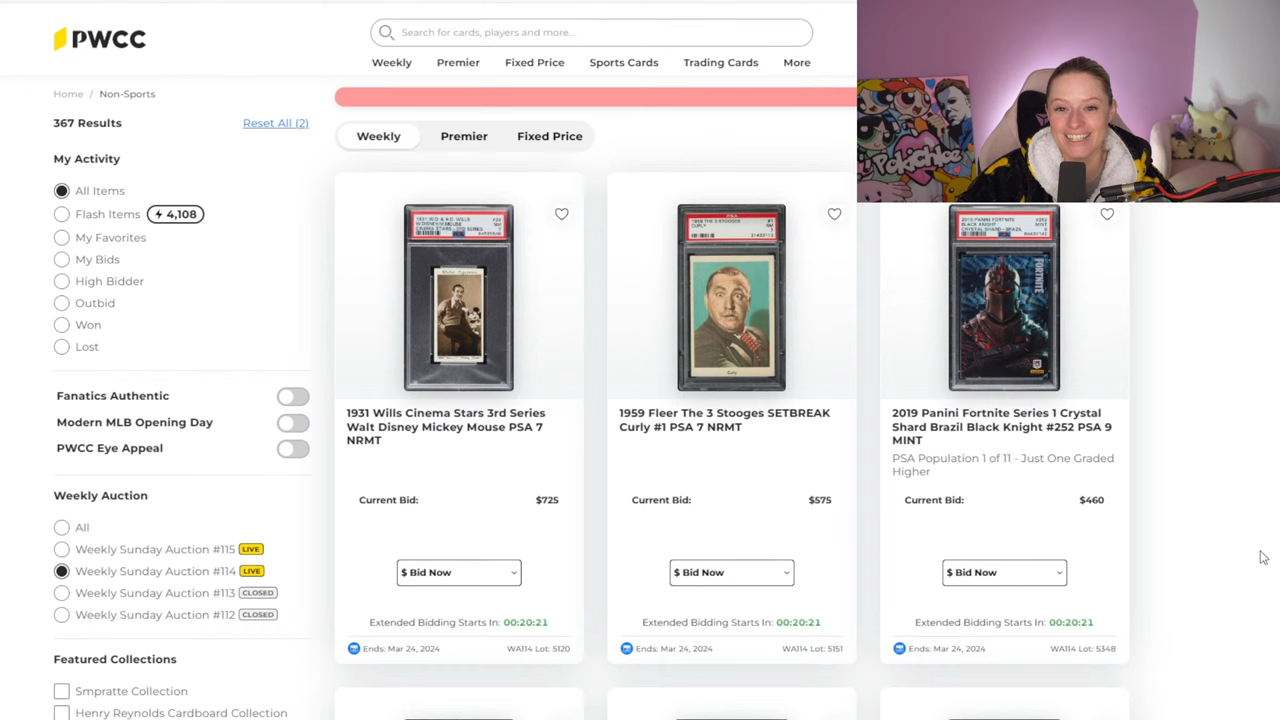 PWCC
Search for cards, players and more...
Weekly
Premier
Fixed Price
Sports Cards
Trading Cards
More
Home / Non-Sports
367 Results
Reset All (2)
My Activity
All Items
Flash Items 4,108
My Favorites
My Bids
High Bidder
Outbid
Won
Lost
Fanatics Authentic
Modern MLB Opening Day
PWCC Eye Appeal
Weekly Auction
All
Weekly Sunday Auction #115 LIVE
Weekly Sunday Auction #114 LIVE
Weekly Sunday Auction #113 CLOSED
Weekly Sunday Auction #112 CLOSED
Featured Collections
Smpratte Collection
Henry Reynolds Cardboard Collection
Weekly
Premier
Fixed Price
1931 Wills Cinema Stars 3rd Series
Walt Disney Mickey Mouse PSA 7
NRMT
Current Bid: $725
$ Bid Now
Extended Bidding Starts In: 00:20:21
Ends: Mar 24, 2024 WA114 Lot: 5120
1959 Fleer The 3 Stooges SETBREAK
Curly #1 PSA 7 NRMT
Current Bid: $575
$ Bid Now
Extended Bidding Starts In: 00:20:21
Ends: Mar 24, 2024 WA114 Lot: 5151
FORTNITE
2019 Panini Fortnite Series 1 Crystal
Shard Brazil Black Knight #252 PSA 9
MINT
PSA Population 1 of 11 - Just One Graded
Higher
Current Bid: $460
$ Bid Now
Extended Bidding Starts In: 00:20:21
Ends: Mar 24, 2024 WA114 Lot: 5348